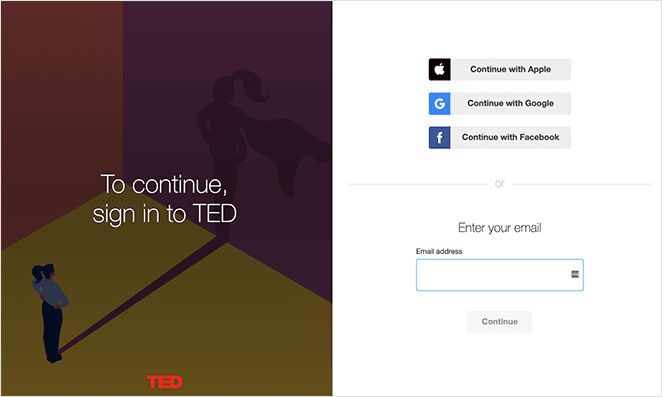 To continue,
sign in to TED
TED
Continue with Apple
Continue with Google
Continue with Facebook
or
Enter your email
Email address
Continue